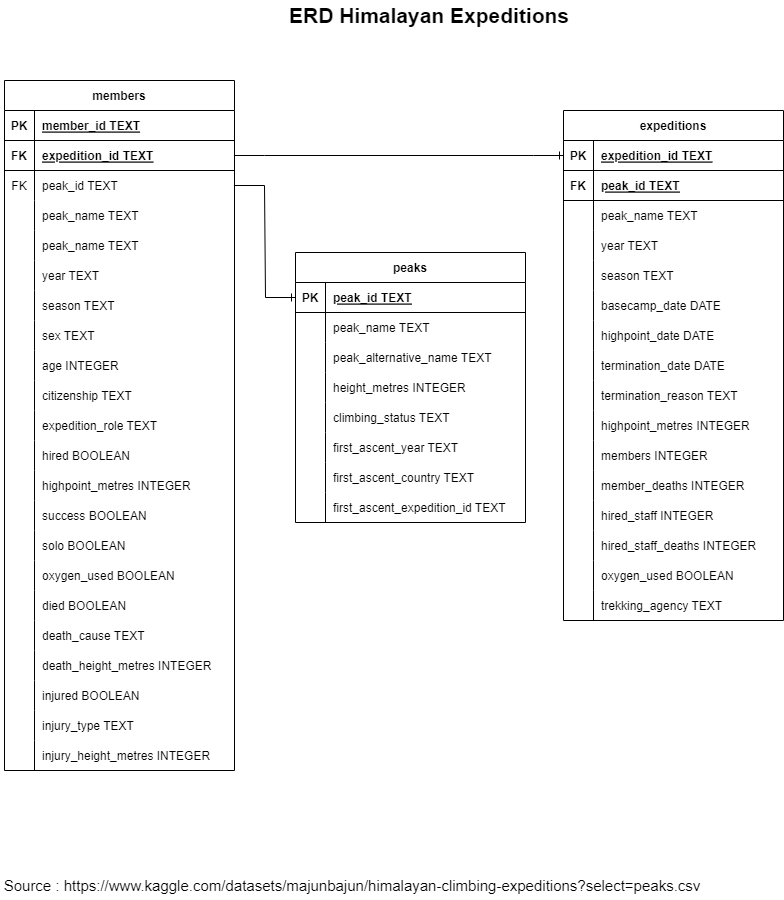 ERD Himalayan Expeditions
members
PK member_id TEXT
FK expedition_id TEXT
FK peak_id TEXT
peak_name TEXT
peak_name TEXT
year TEXT
season TEXT
sex TEXT
age INTEGER
citizenship TEXT
expedition_role TEXT
hired BOOLEAN
highpoint_metres INTEGER
success BOOLEAN
solo BOOLEAN
oxygen_used BOOLEAN
died BOOLEAN
death_cause TEXT
death_height_metres INTEGER
injured BOOLEAN
injury_type TEXT
injury_height_metres INTEGER
peaks
PK peak_id TEXT
peak_name TEXT
peak_alternative_name TEXT
height_metres INTEGER
climbing_status TEXT
first_ascent_year TEXT
first_ascent_country TEXT
first_ascent_expedition_id TEXT
expeditions
PK expedition_id TEXT
FK peak_id TEXT
peak_name TEXT
year TEXT
season TEXT
basecamp_date DATE
highpoint_date DATE
termination_date DATE
termination_reason TEXT
highpoint_metres INTEGER
members INTEGER
member_deaths INTEGER
hired_staff INTEGER
hired_staff_deaths INTEGER
oxygen_used BOOLEAN
trekking_agency TEXT
Source : https://www.kaggle.com/datasets/majunbajun/himalayan-climbing-expeditions?select=peaks.csv